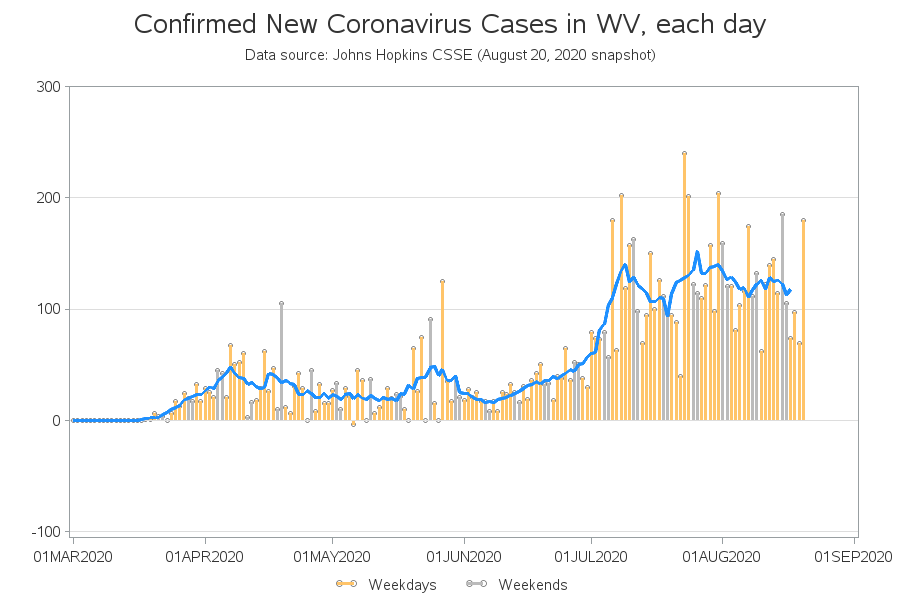 Confirmed New Coronavirus Cases in WV, each day
Data source: Johns Hopkins CSSE (August 20, 2020 snapshot)
300
200
100
0
-100
01MAR2020 01APR2020 01MAY2020 01JUN2020 01JUL2020 01AUG2020 01SEP2020
Weekdays Weekends